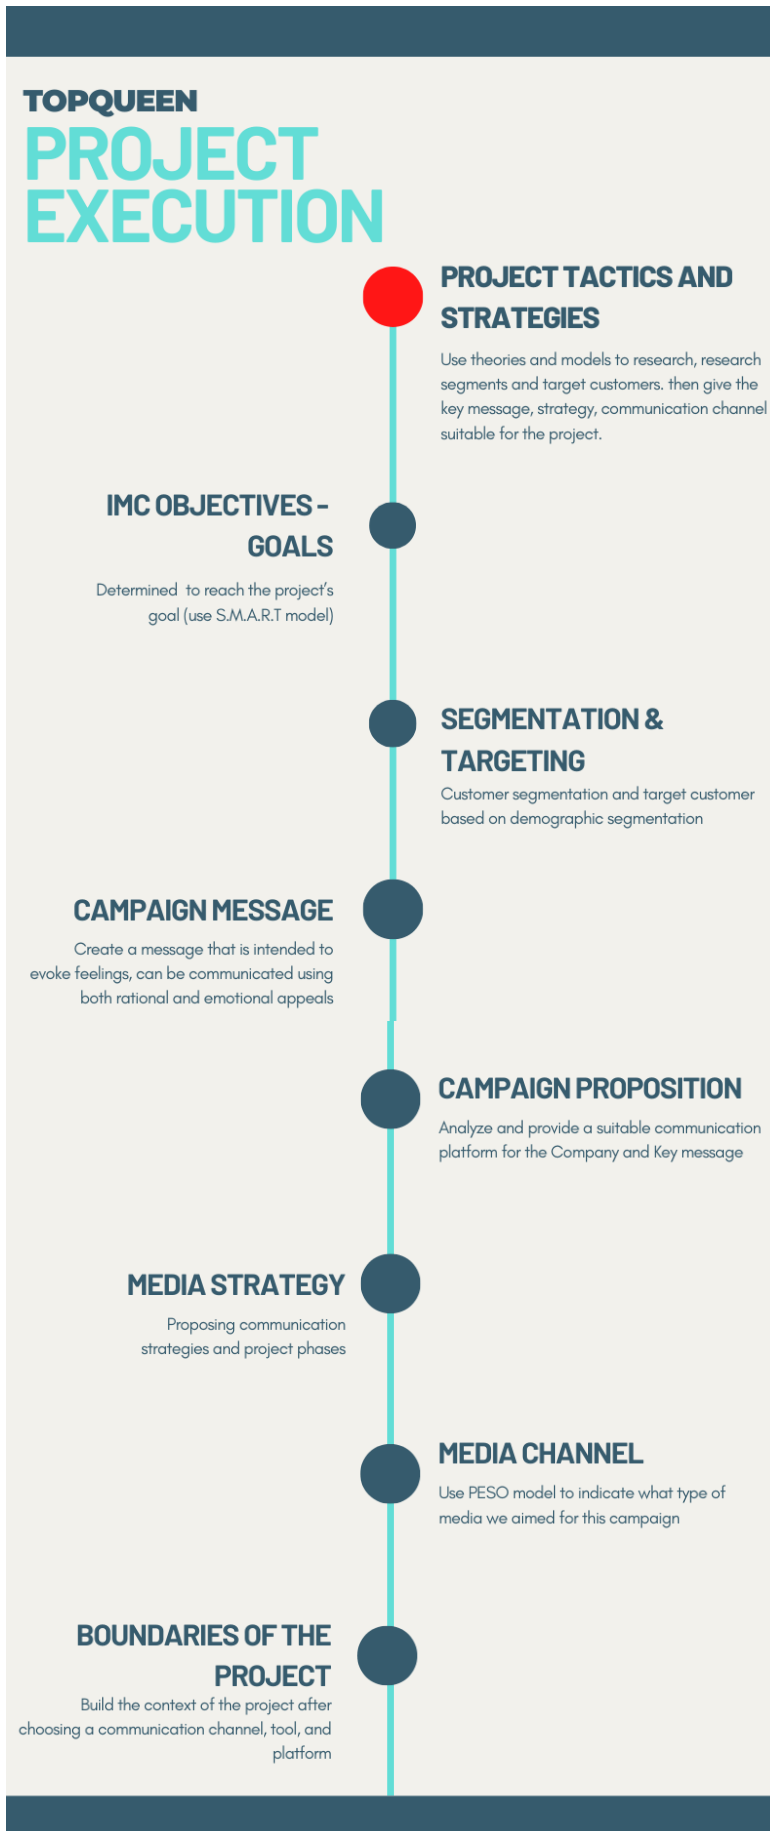 TOPQUEEN
PROJECT
EXECUTION
PROJECT TACTICS AND
STRATEGIES
Use theories and models to research, research
segments and target customers. then give the
key message, strategy, communication channel
suitable for the project.
IMC OBJECTIVES -
GOALS
Determined to reach the project's
goal (use S.M.A.R.T model)
SEGMENTATION &
TARGETING
Customer segmentation and target customer
based on demographic segmentation
CAMPAIGN MESSAGE
Create a message that is intended to
evoke feelings, can be communicated using
both rational and emotional appeals
CAMPAIGN PROPOSITION
Analyze and provide a suitable communication
platform for the Company and Key message
MEDIA STRATEGY
Proposing communication
strategies and project phases
MEDIA CHANNEL
Use PESO model to indicate what type of
media we aimed for this campaign
BOUNDARIES OF THE
PROJECT
Build the context of the project after
choosing a communication channel, tool, and
platform